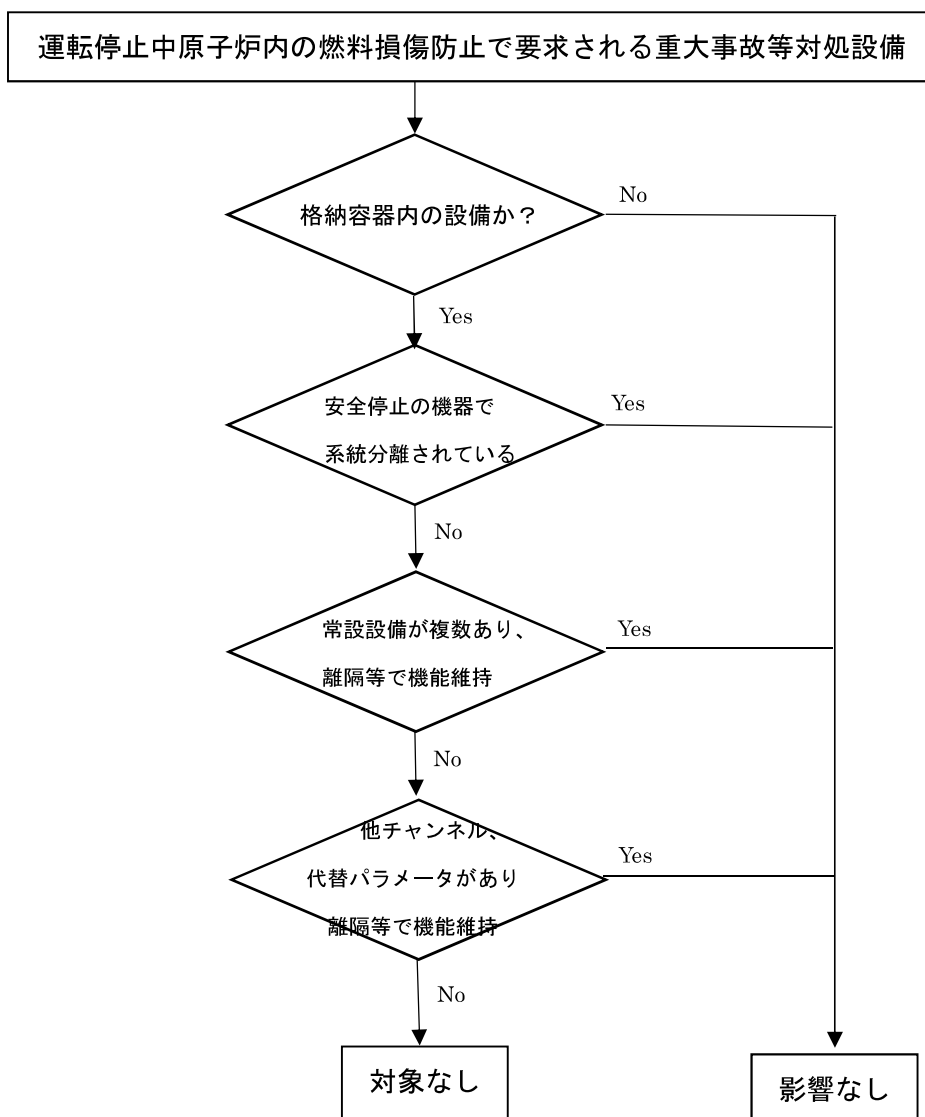 運転停止中原子炉内の燃料損傷防止で要求される重大事故等対処設備
格納容器内の設備か？
No
Yes
安全停止の機器で
系統分離されている
Yes
No
常設設備が複数あり、
離隔等で機能維持
Yes
No
他チャンネル、
代替パラメータがあり
離隔等で機能維持
Yes
No
対象なし
影響なし